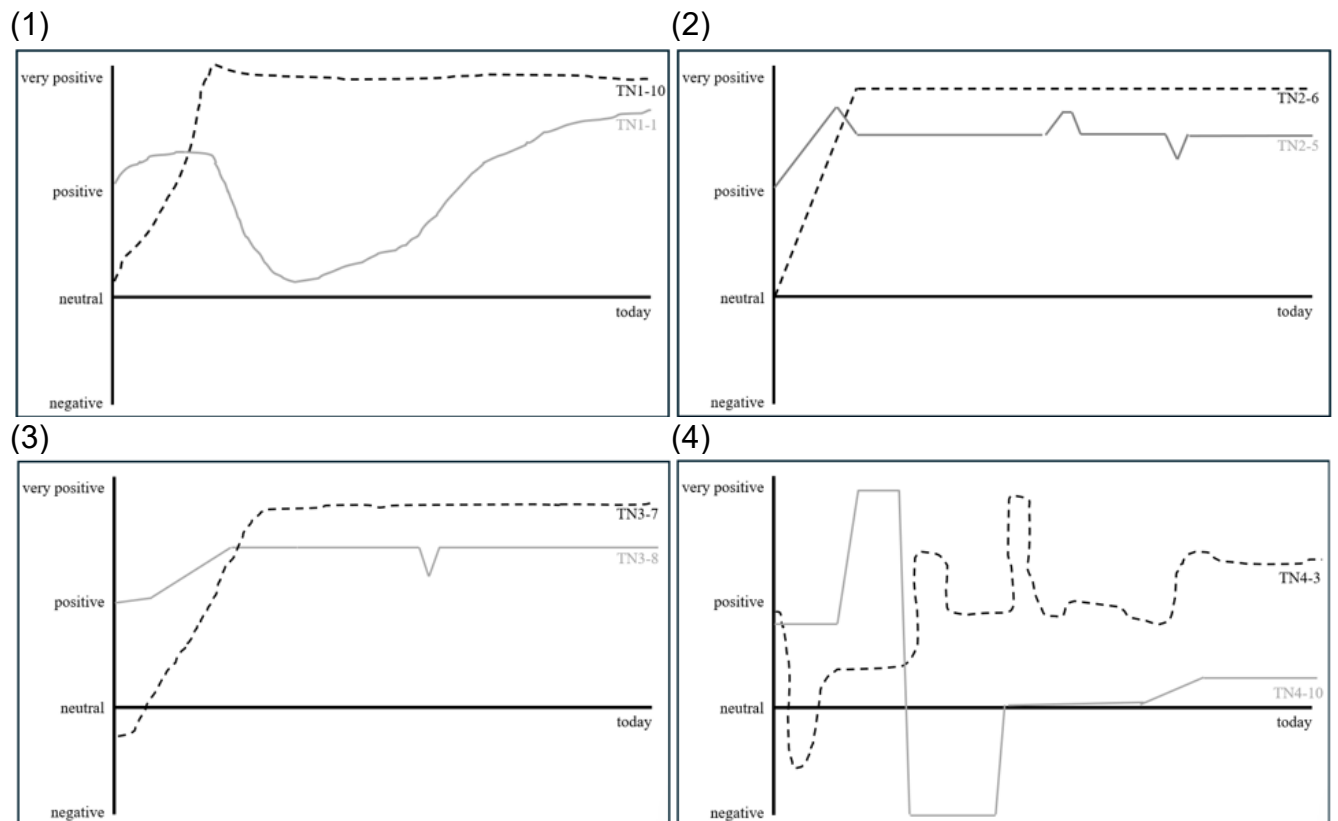 (1)
very positive
TN1-10
TN1-1
positive
neutral
today
negative
(2)
very positive
TN2-6
TN2-5
positive
neutral
today
negative
(3)
very positive
TN3-7
TN3-8
positive
neutral
today
negative
(4)
very positive
TN4-3
positive
TN4-10
neutral
today
negative